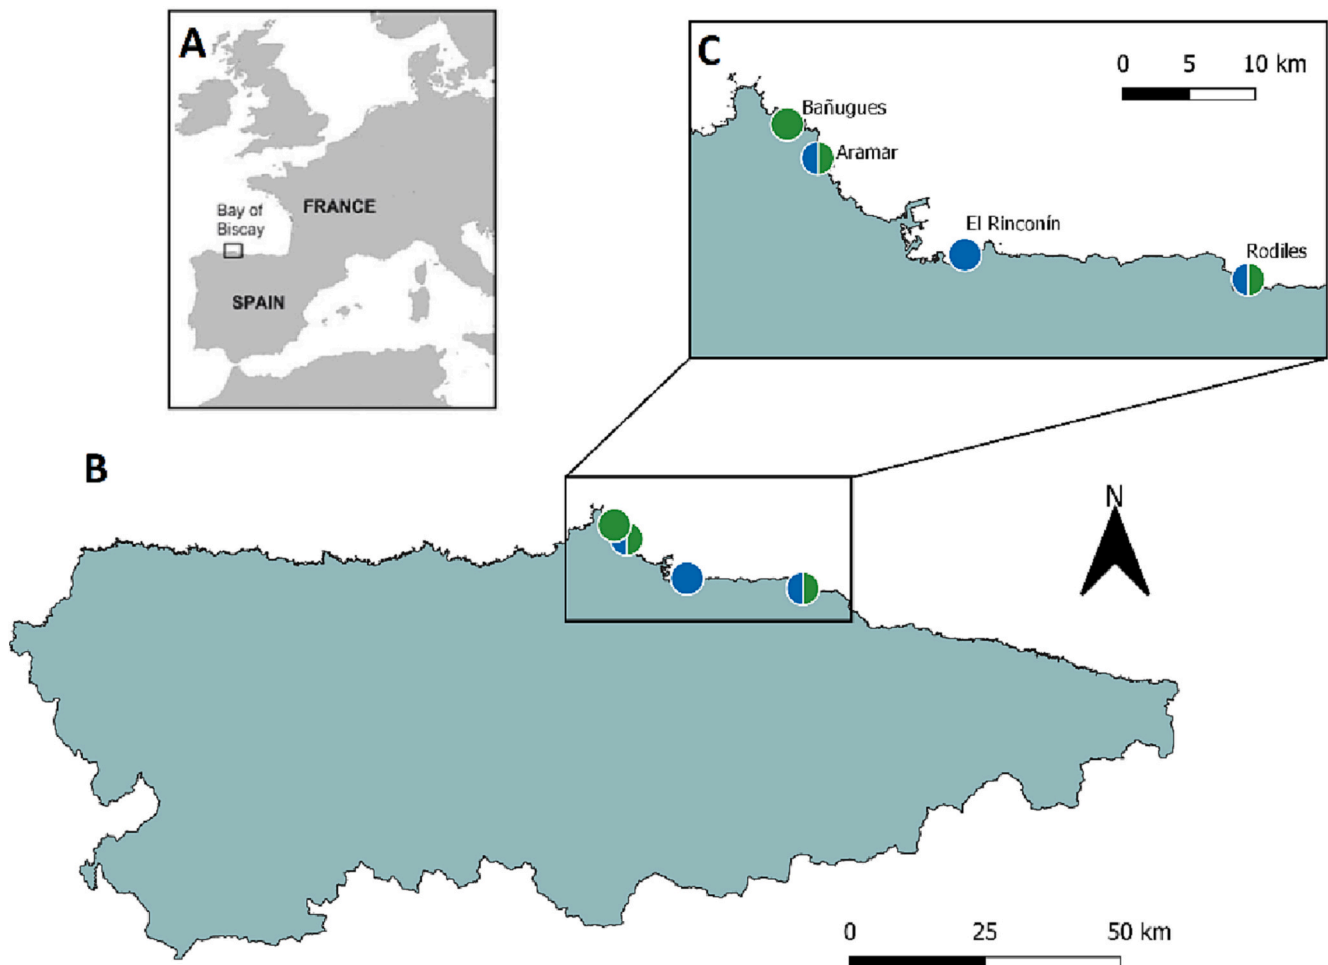 A
Bay of
Biscay
FRANCE
SPAIN
C
0 5 10 km
Bañugues
Aramar
El Rinconín
Rodiles
B
N
0 25 50 km